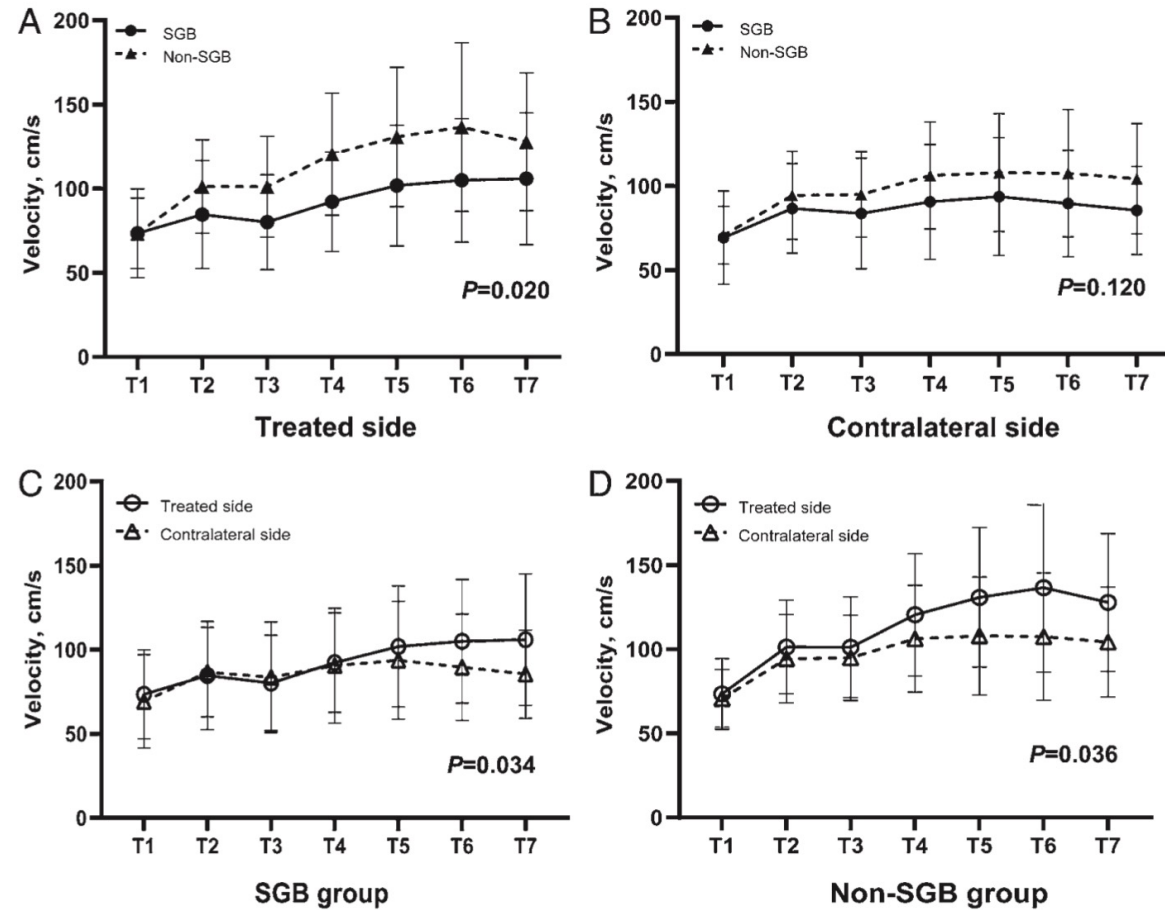 A
SGB
Non-SGB
Velocity, cm/s
200
150
100
50
0
P=0.020
T1 T2 T3 T4 T5 T6 T7
Treated side
B
SGB
Non-SGB
Velocity, cm/s
200
150
100
50
0
P=0.120
T1 T2 T3 T4 T5 T6 T7
Contralateral side
C
Treated side
Contralateral side
Velocity, cm/s
200
150
100
50
0
P=0.034
T1 T2 T3 T4 T5 T6 T7
SGB group
D
Treated side
Contralateral side
Velocity, cm/s
200
150
100
50
0
P=0.036
T1 T2 T3 T4 T5 T6 T7
Non-SGB group